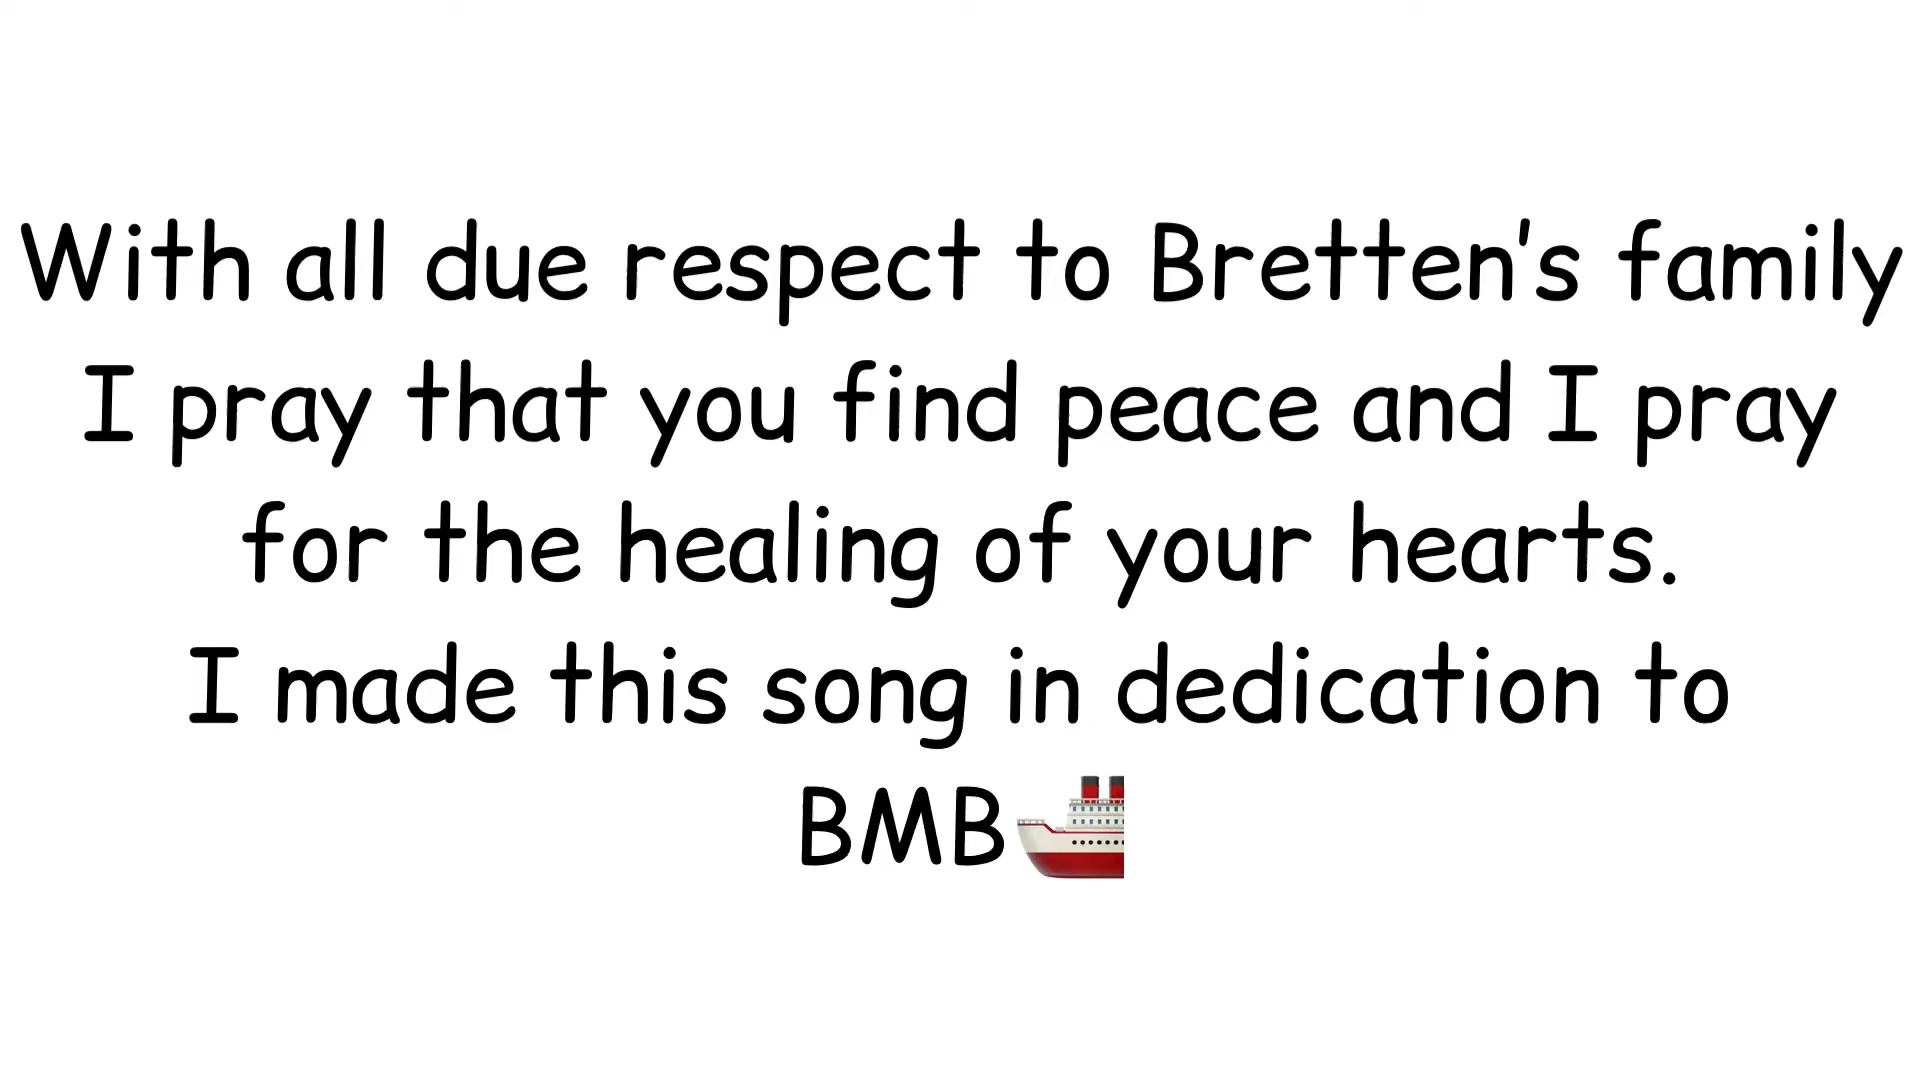 With all due respect to Bretten's family
I pray that you find peace and I pray
for the healing of your hearts.
I made this song in dedication to
BMB🚢